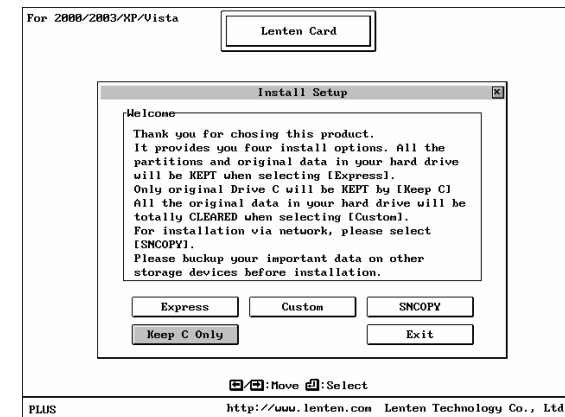 For 2000/2003/XP/Vista
Lenten Card
Install Setup
Welcome
Thank you for chosing this product.
It provides you four install options. All the
partitions and original data in your hard drive
will be KEPT when selecting [Express].
Only original Drive C will be KEPT by [Keep C]
All the original data in your hard drive will be
totally CLEARED when selecting [Custom].
For installation via network, please select
[SNCOPY].
Please buckup your important data on other
storage devices before installation.
Express Custom SNCOPY
Keep C Only Exit
←/→:Move ↵:Select
PLUS http://www.lenten.com Lenten Technology Co., Ltd